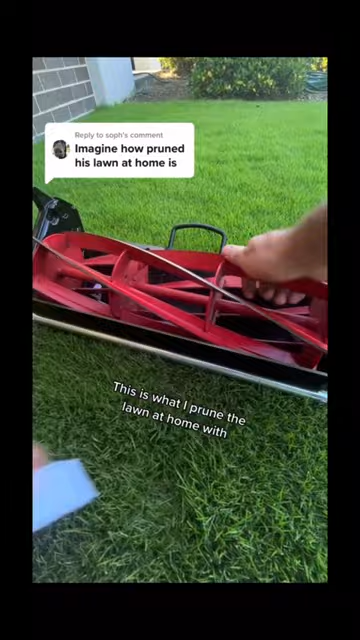 Reply to soph's comment
Imagine how pruned
his lawn at home is
This is what I prune the
lawn at home with